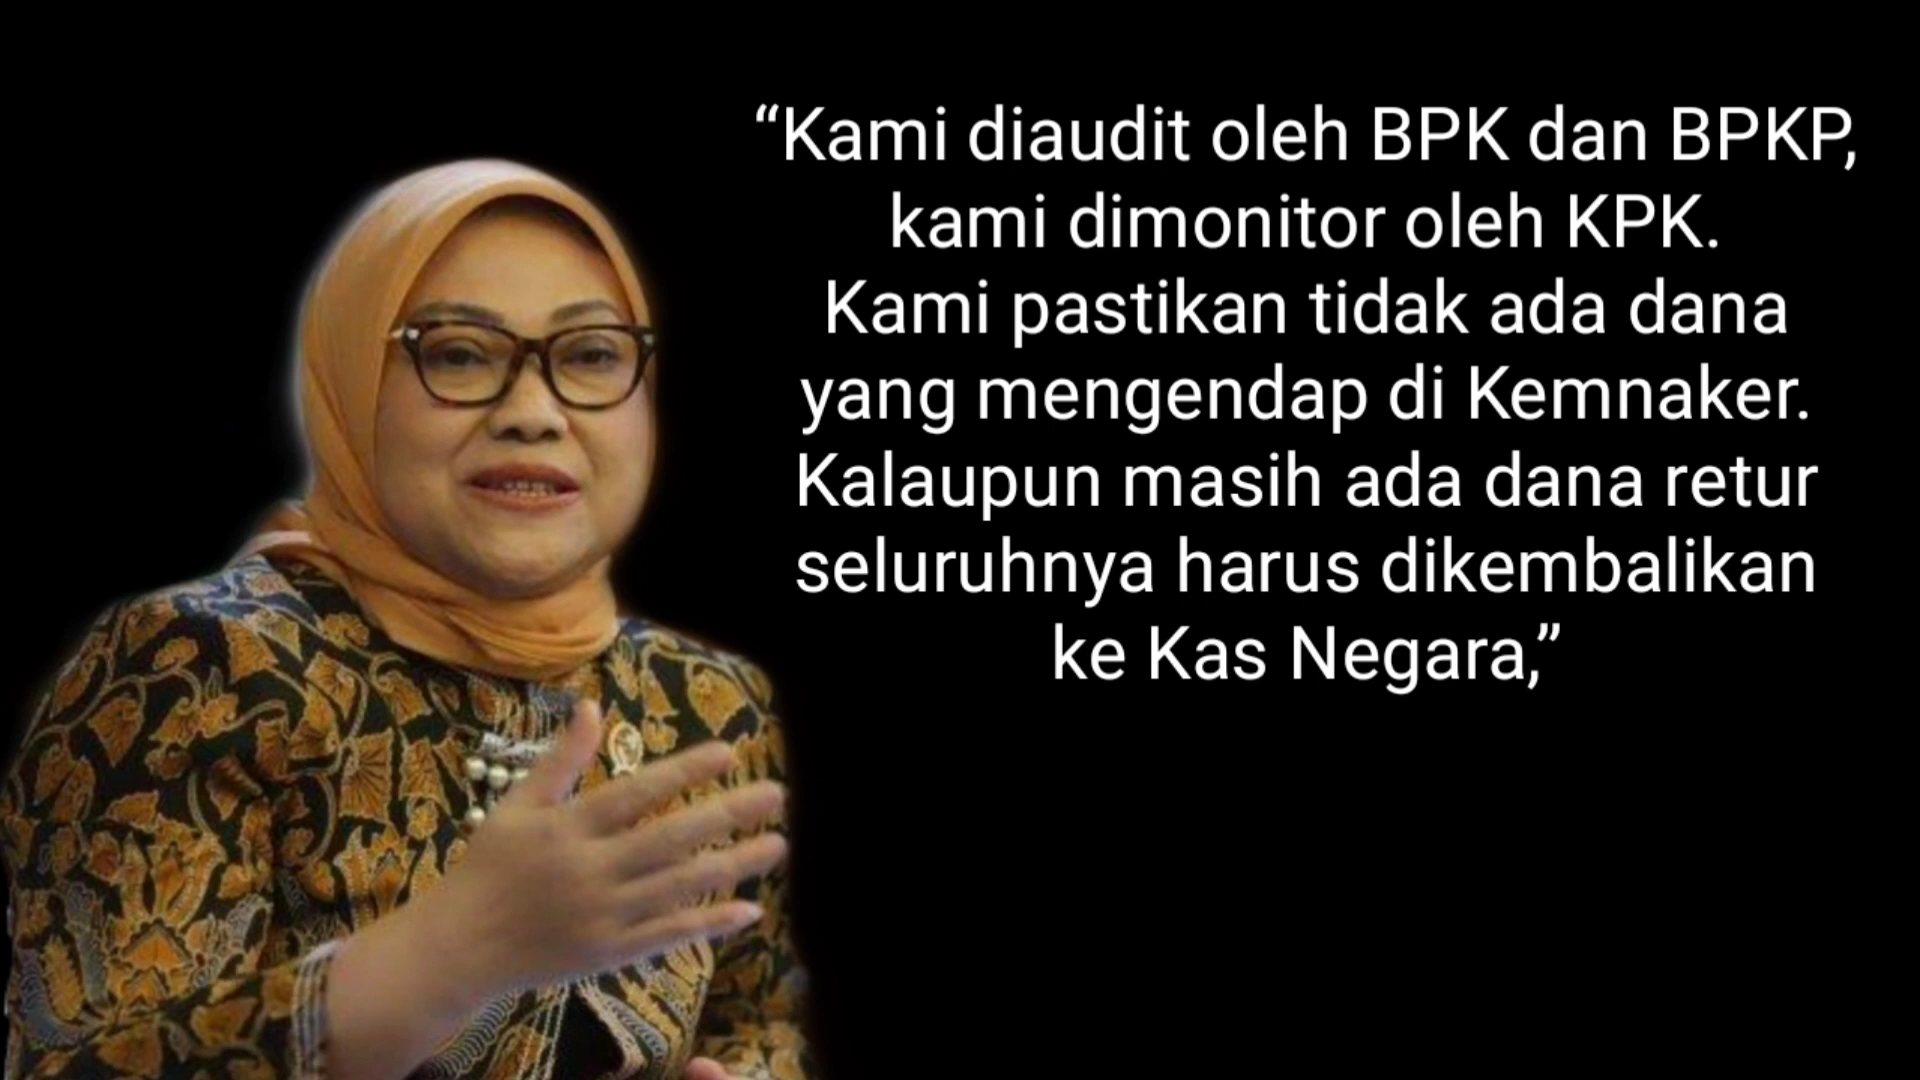 “Kami diaudit oleh BPK dan BPKP,
kami dimonitor oleh KPK.
Kami pastikan tidak ada dana
yang mengendap di Kemnaker.
Kalaupun masih ada dana retur
seluruhnya harus dikembalikan
ke Kas Negara,”